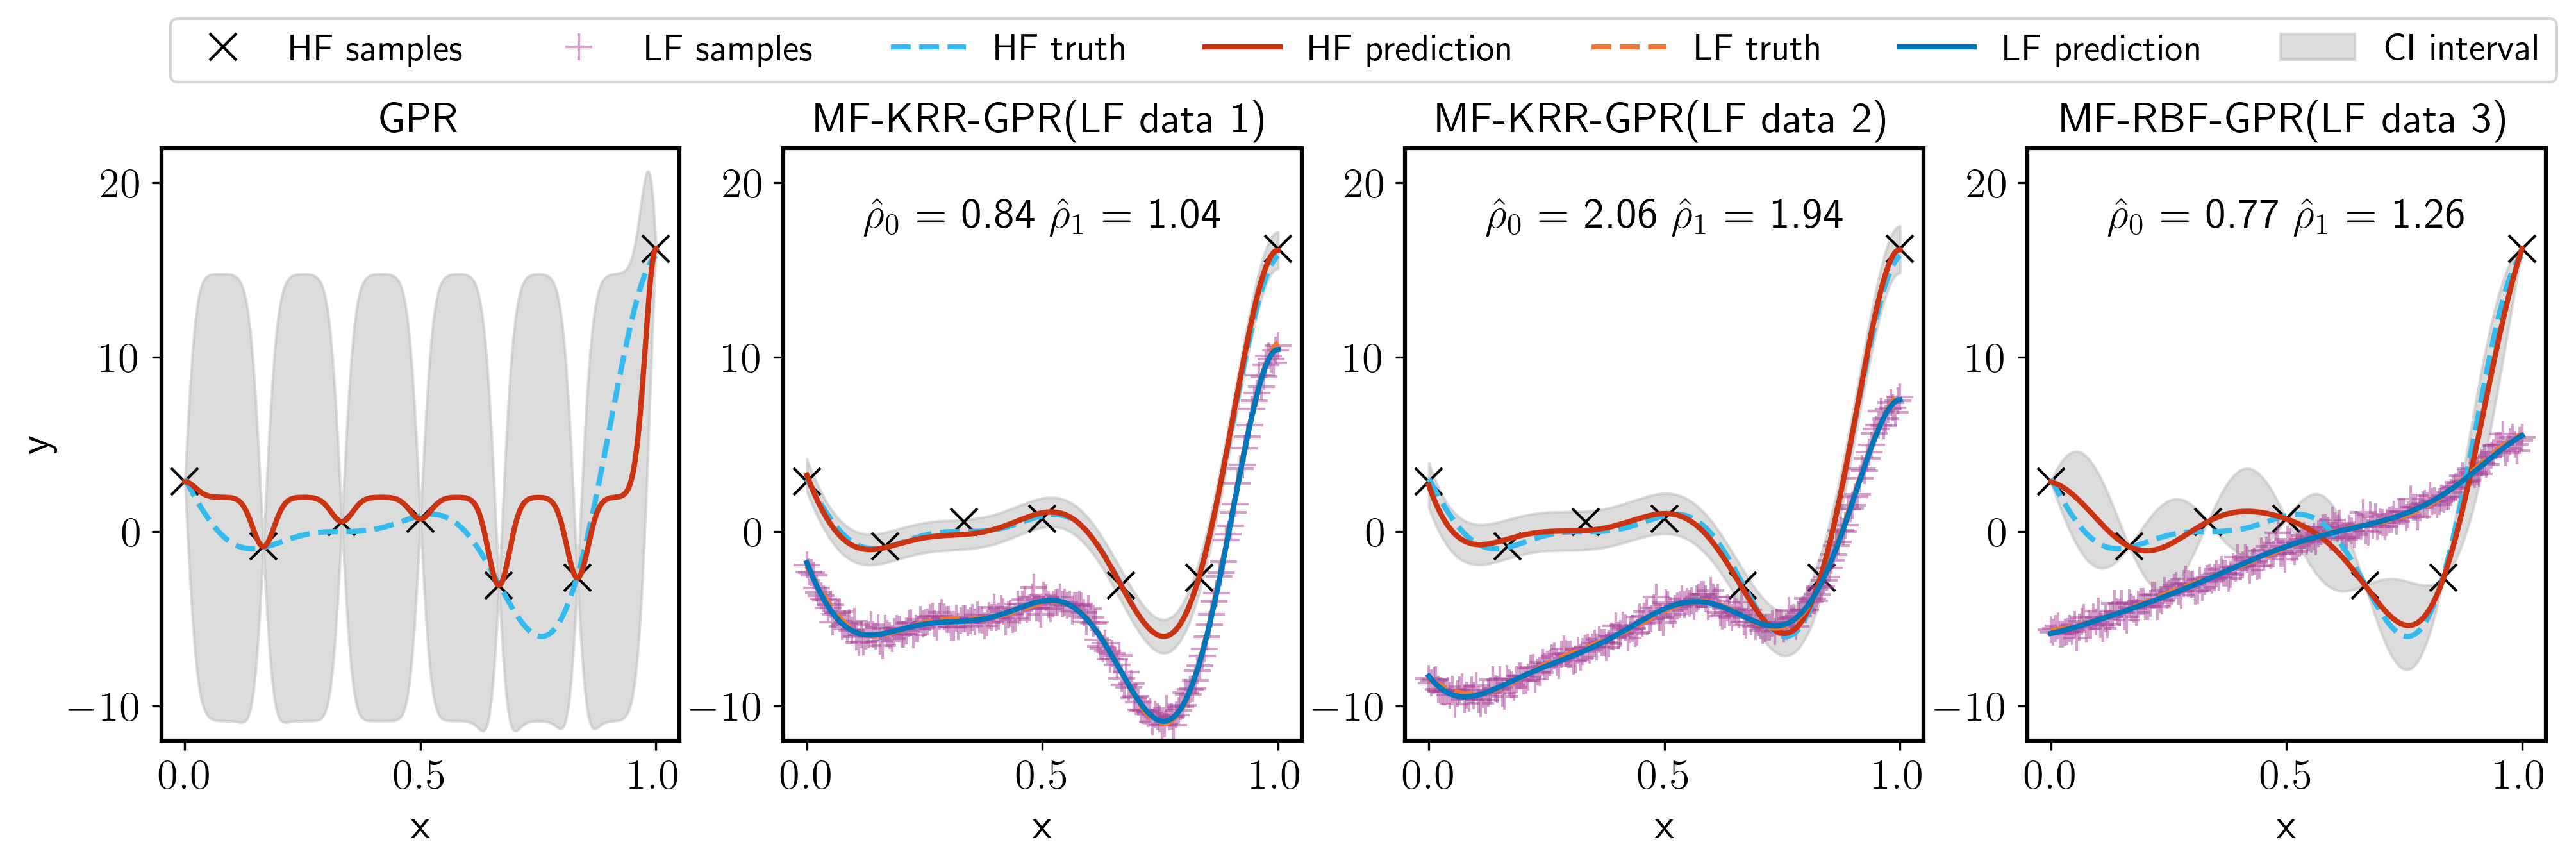 HF samples LF samples HF truth HF prediction LF truth LF prediction CI interval
GPR MF-KRR-GPR(LF data 1) MF-KRR-GPR(LF data 2) MF-RBF-GPR(LF data 3)
20 20 20 20
ρ̂₀ = 0.84 ρ̂₁ = 1.04 ρ̂₀ = 2.06 ρ̂₁ = 1.94 ρ̂₀ = 0.77 ρ̂₁ = 1.26
10 10 10 10
y
0 0 0 0
−10 −10 −10 −10
0.0 0.5 1.0 0.0 0.5 1.0 0.0 0.5 1.0 0.0 0.5 1.0
x x x x